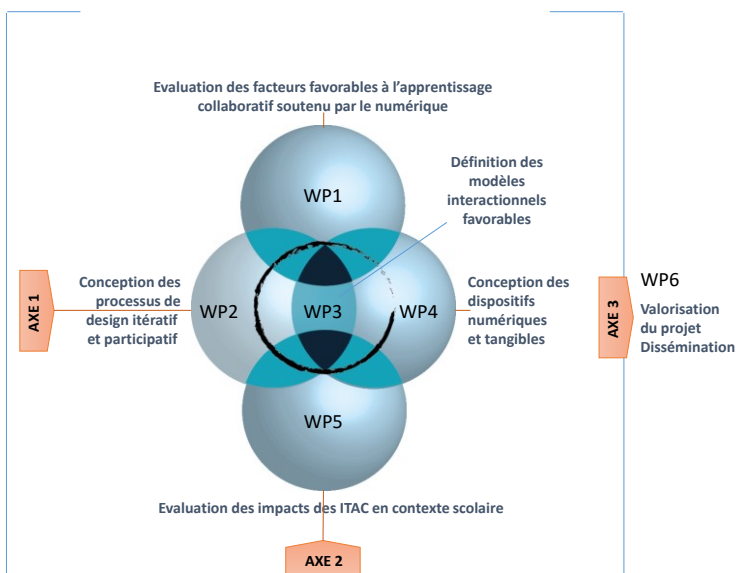 Evaluation des facteurs favorables à l'apprentissage
collaboratif soutenu par le numérique
Définition des
modèles
interactionnels
favorables
WP1
AXE 1
Conception des
processus de
design itératif
et participatif
WP2
WP3
WP4
Conception des
dispositifs
numériques
et tangibles
AXE 3
WP6
Valorisation
du projet
Dissémination
WP5
Evaluation des impacts des ITAC en contexte scolaire
AXE 2